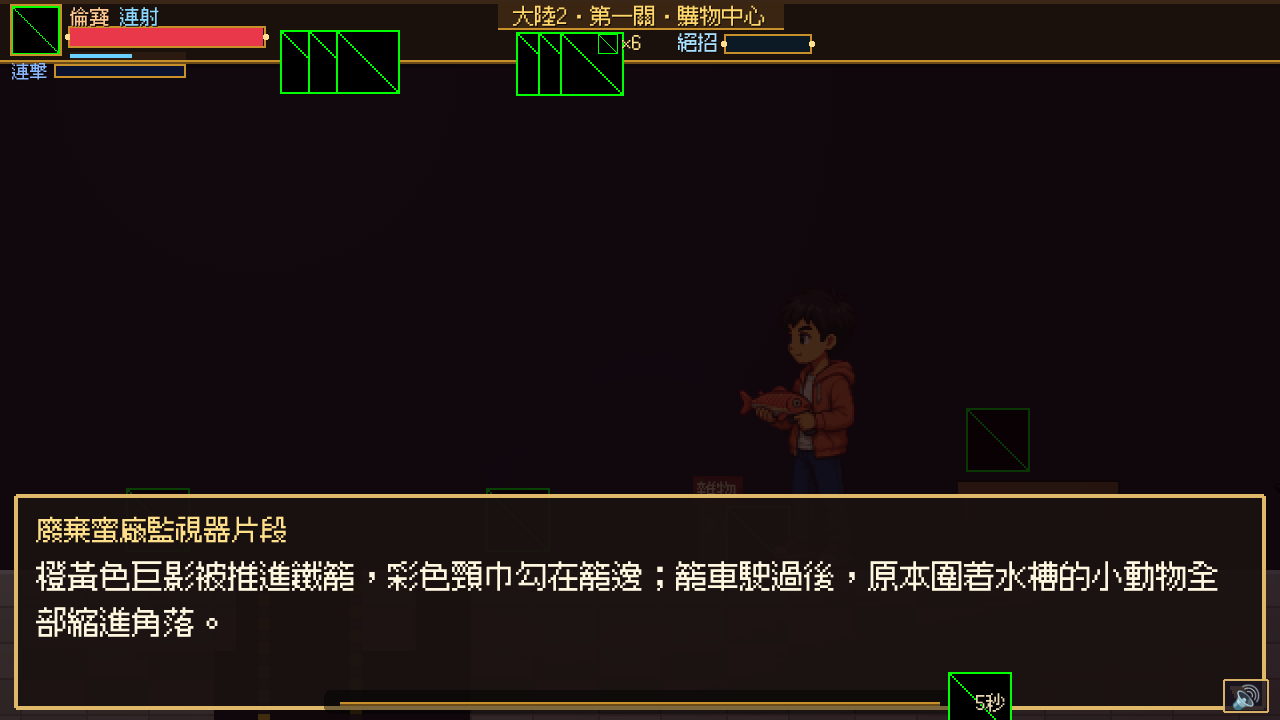 倫寶 連射
大陸2・第一關・購物中心
×6 絕招
連擊
雜物
廢棄蜜廠監視器片段
橙黃色巨影被推進鐵籠，彩色頸巾勾在籠邊；籠車駛過後，原本圍着水槽的小動物全
部縮進角落。
5秒